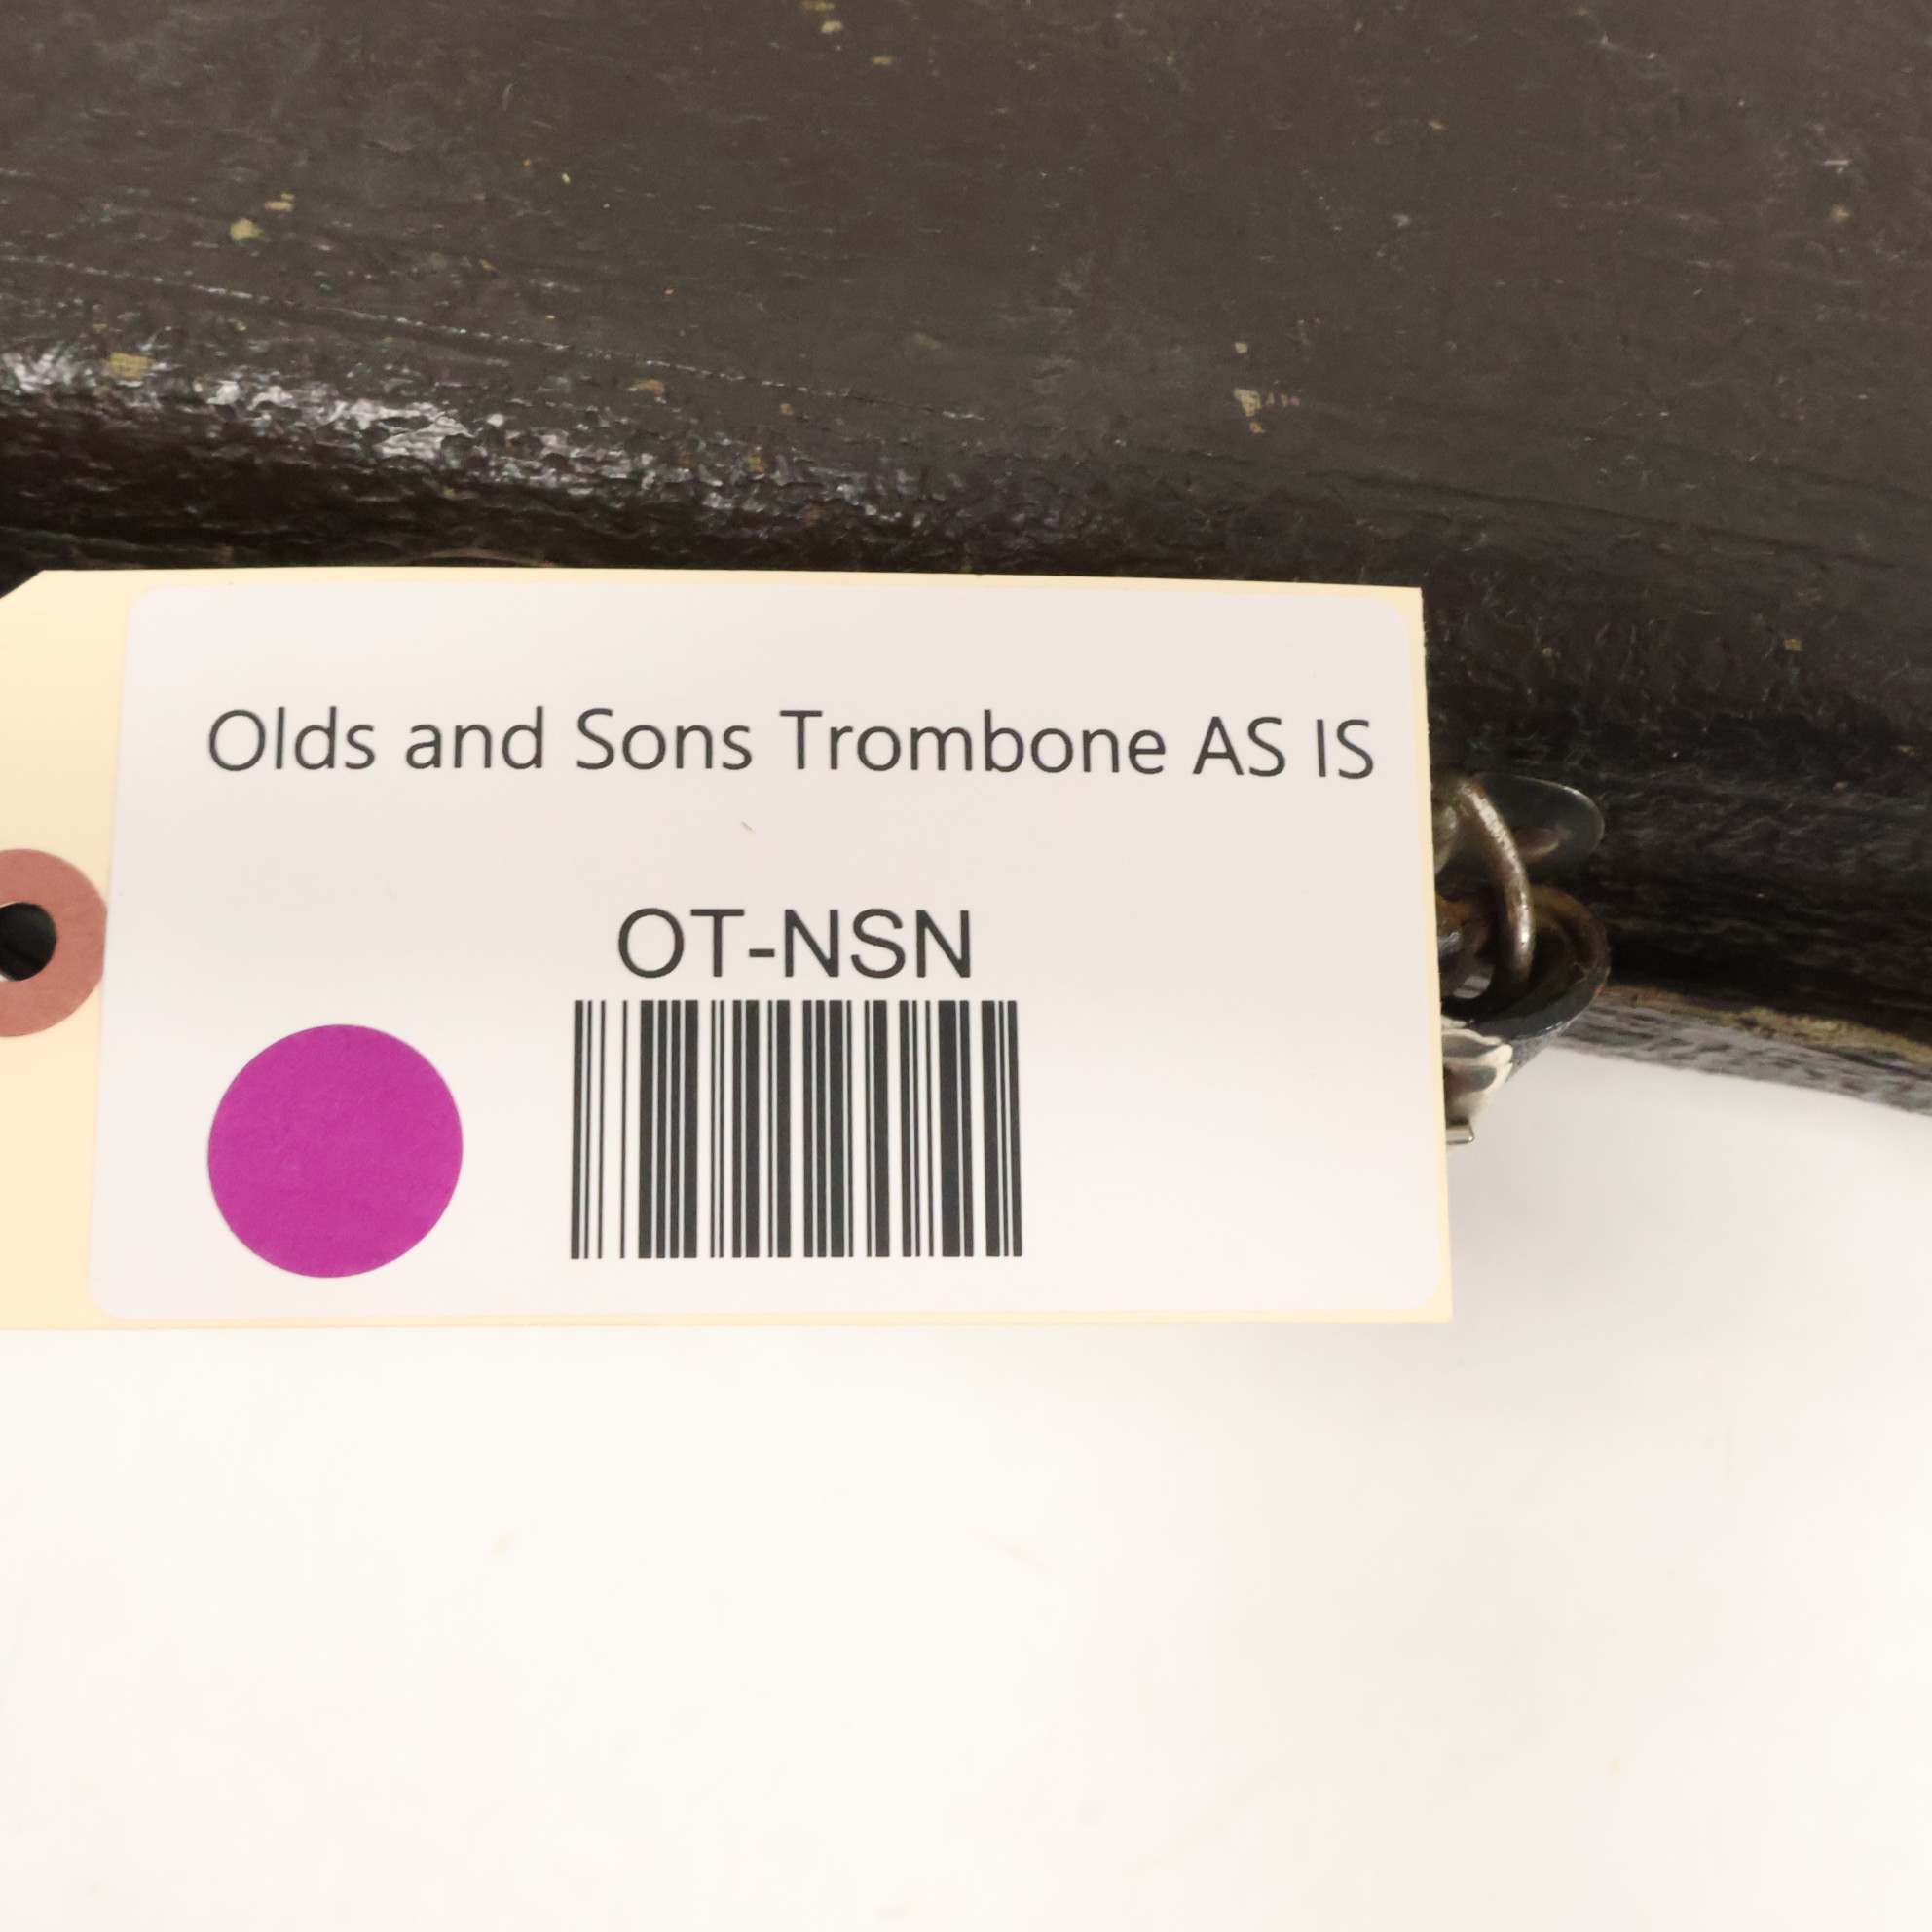 Olds and Sons Trombone AS IS
OT-NSN